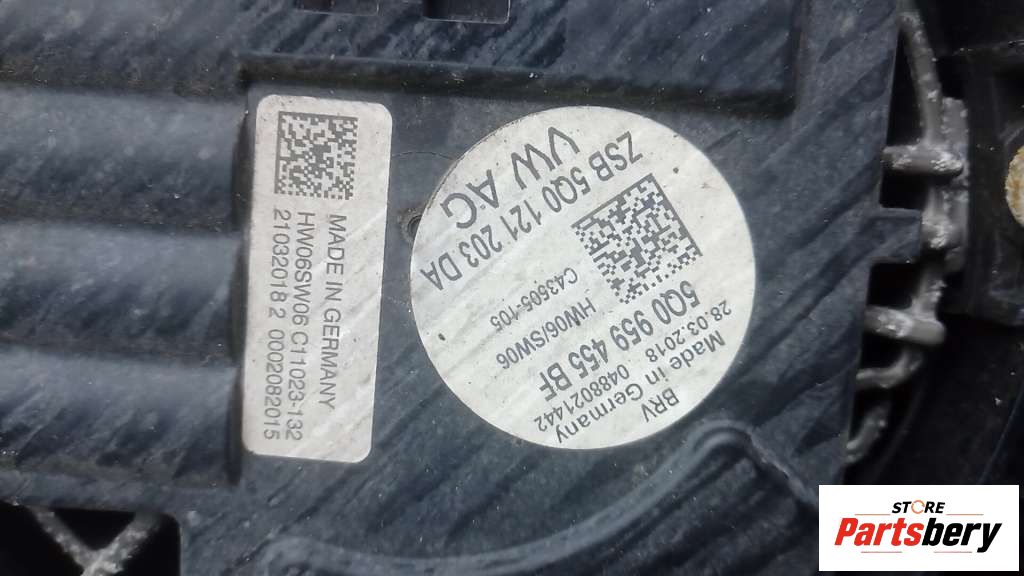 MADE IN GERMANY
HW06SW06 C11023-132
21032018 2 0002082015
VW AG
ZSB 5Q0 121 203 DA
C43605-105
HW06/SW06
5Q0 959 455 BF
28.03.2018 0488021442
Made in Germany
BRV
STORE
Partsbery